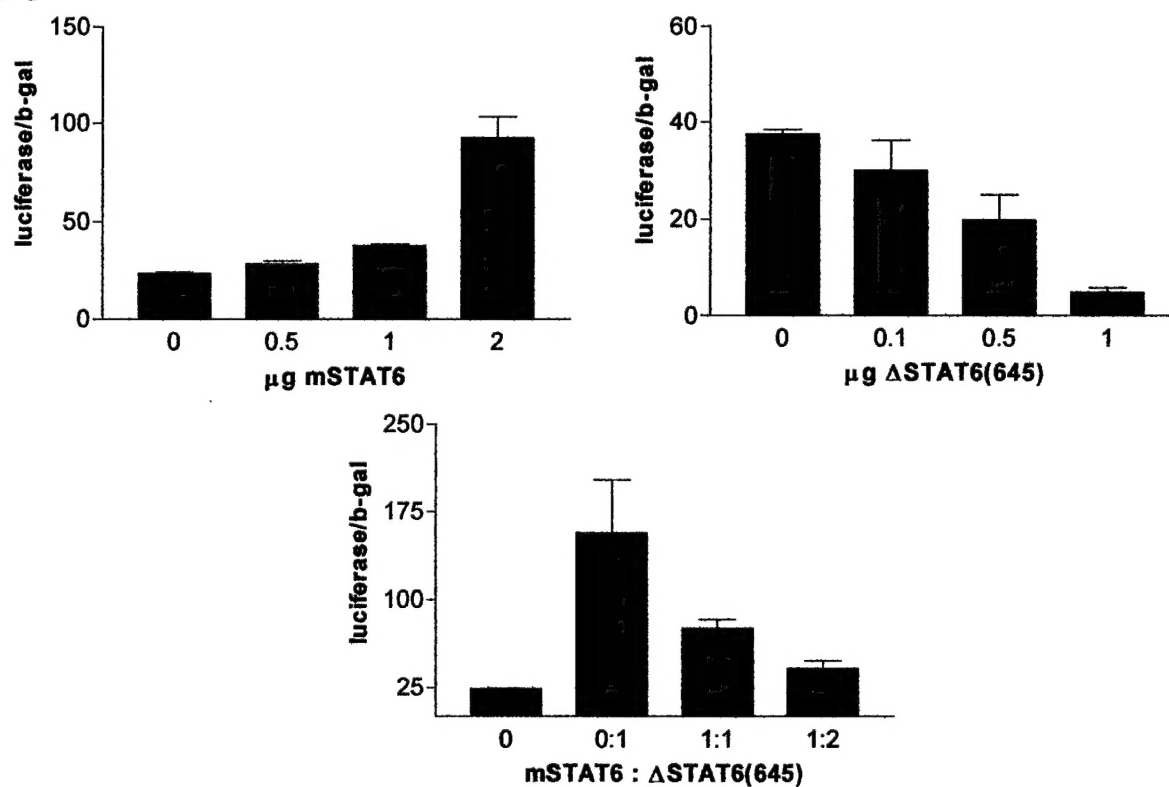 luciferase/b-gal
150
100
50
0
0 0.5 1 2
μg mSTAT6
luciferase/b-gal
60
40
20
0
0 0.1 0.5 1
μg ΔSTAT6(645)
luciferase/b-gal
250
175
100
25
0 0:1 1:1 1:2
mSTAT6 : ΔSTAT6(645)